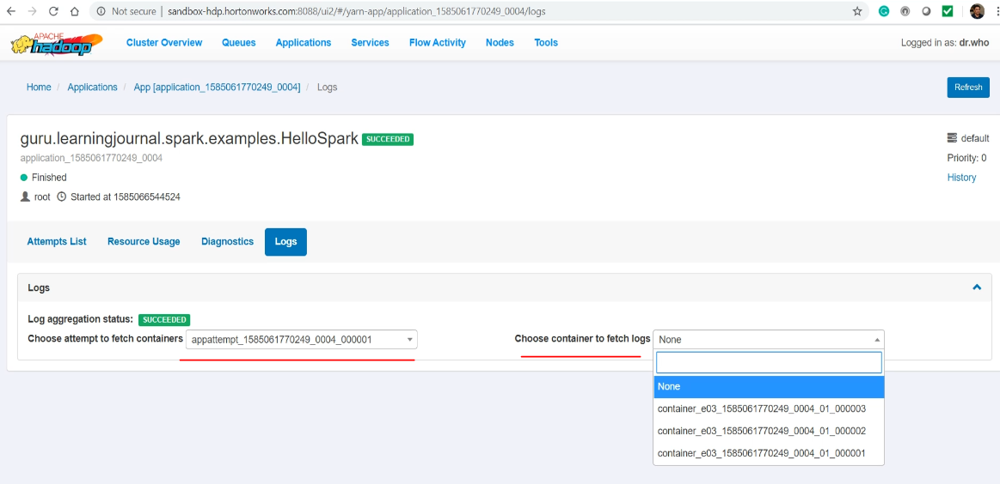 Not secure | sandbox-hdp.hortonworks.com:8088/ui2/#/yarn-app/application_1585061770249_0004/logs
APACHE
hadoop
Cluster Overview Queues Applications Services Flow Activity Nodes Tools
Logged in as: dr.who
Home / Applications / App [application_1585061770249_0004] / Logs
Refresh
guru.learningjournal.spark.examples.HelloSpark SUCCEEDED
default
application_1585061770249_0004
Priority: 0
Finished
History
root Started at 1585066544524
Attempts List Resource Usage Diagnostics Logs
Logs
Log aggregation status: SUCCEEDED
Choose attempt to fetch containers appattempt_1585061770249_0004_000001
Choose container to fetch logs None
None
container_e03_1585061770249_0004_01_000003
container_e03_1585061770249_0004_01_000002
container_e03_1585061770249_0004_01_000001